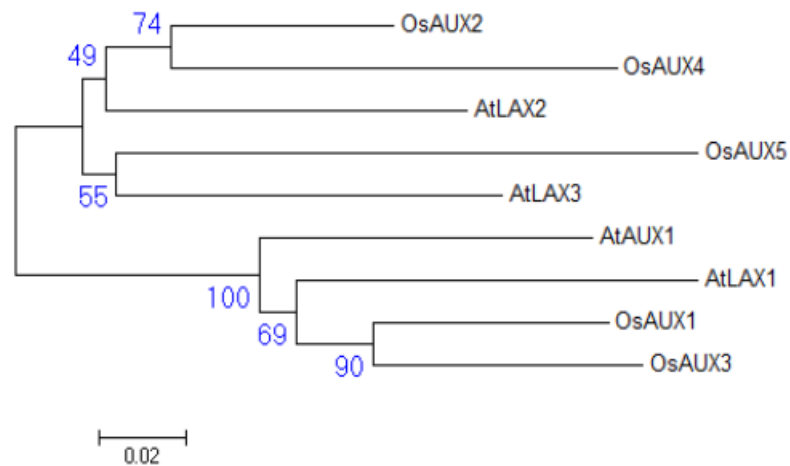 74
OsAUX2
49
OsAUX4
AtLAX2
OsAUX5
55
AtLAX3
AtAUX1
100
AtLAX1
69
OsAUX1
90
OsAUX3
0.02